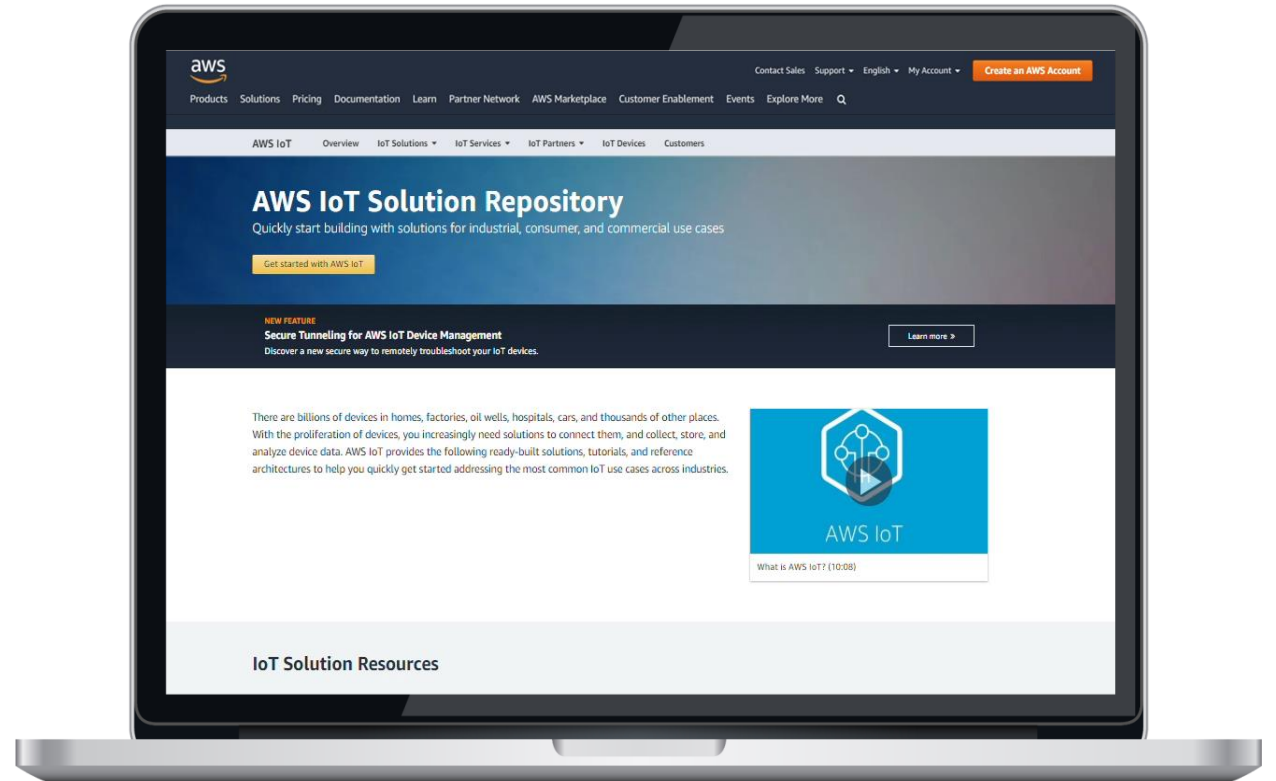 aws
Contact Sales Support English My Account Create an AWS Account
Products Solutions Pricing Documentation Learn Partner Network AWS Marketplace Customer Enablement Events Explore More
AWS IoT Overview IoT Solutions IoT Services IoT Partners IoT Devices Customers
AWS IoT Solution Repository
Quickly start building with solutions for industrial, consumer, and commercial use cases
Get started with AWS IoT
NEW FEATURE
Secure Tunneling for AWS IoT Device Management
Discover a new secure way to remotely troubleshoot your IoT devices.
Learn more »
There are billions of devices in homes, factories, oil wells, hospitals, cars, and thousands of other places.
With the proliferation of devices, you increasingly need solutions to connect them, and collect, store, and
analyze device data. AWS IoT provides the following ready-built solutions, tutorials, and reference
architectures to help you quickly get started addressing the most common IoT use cases across industries.
AWS IoT
What is AWS IoT? (10:08)
IoT Solution Resources